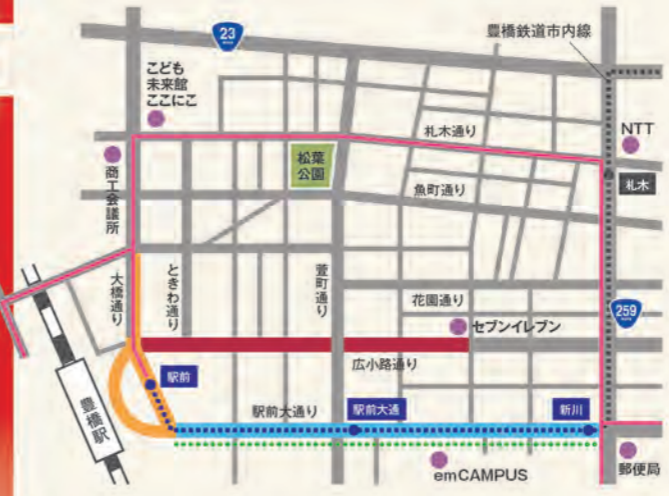 23
豊橋鉄道市内線
こども
未来館
ここにこ
札木通り
NTT
松葉
公園
商工会議所
魚町通り
札木
大橋通り
ときわ通り
萱町通り
花園通り
259
セブンイレブン
広小路通り
駅前
豊橋駅
駅前大通り
駅前大通
新川
emCAMPUS
郵便局